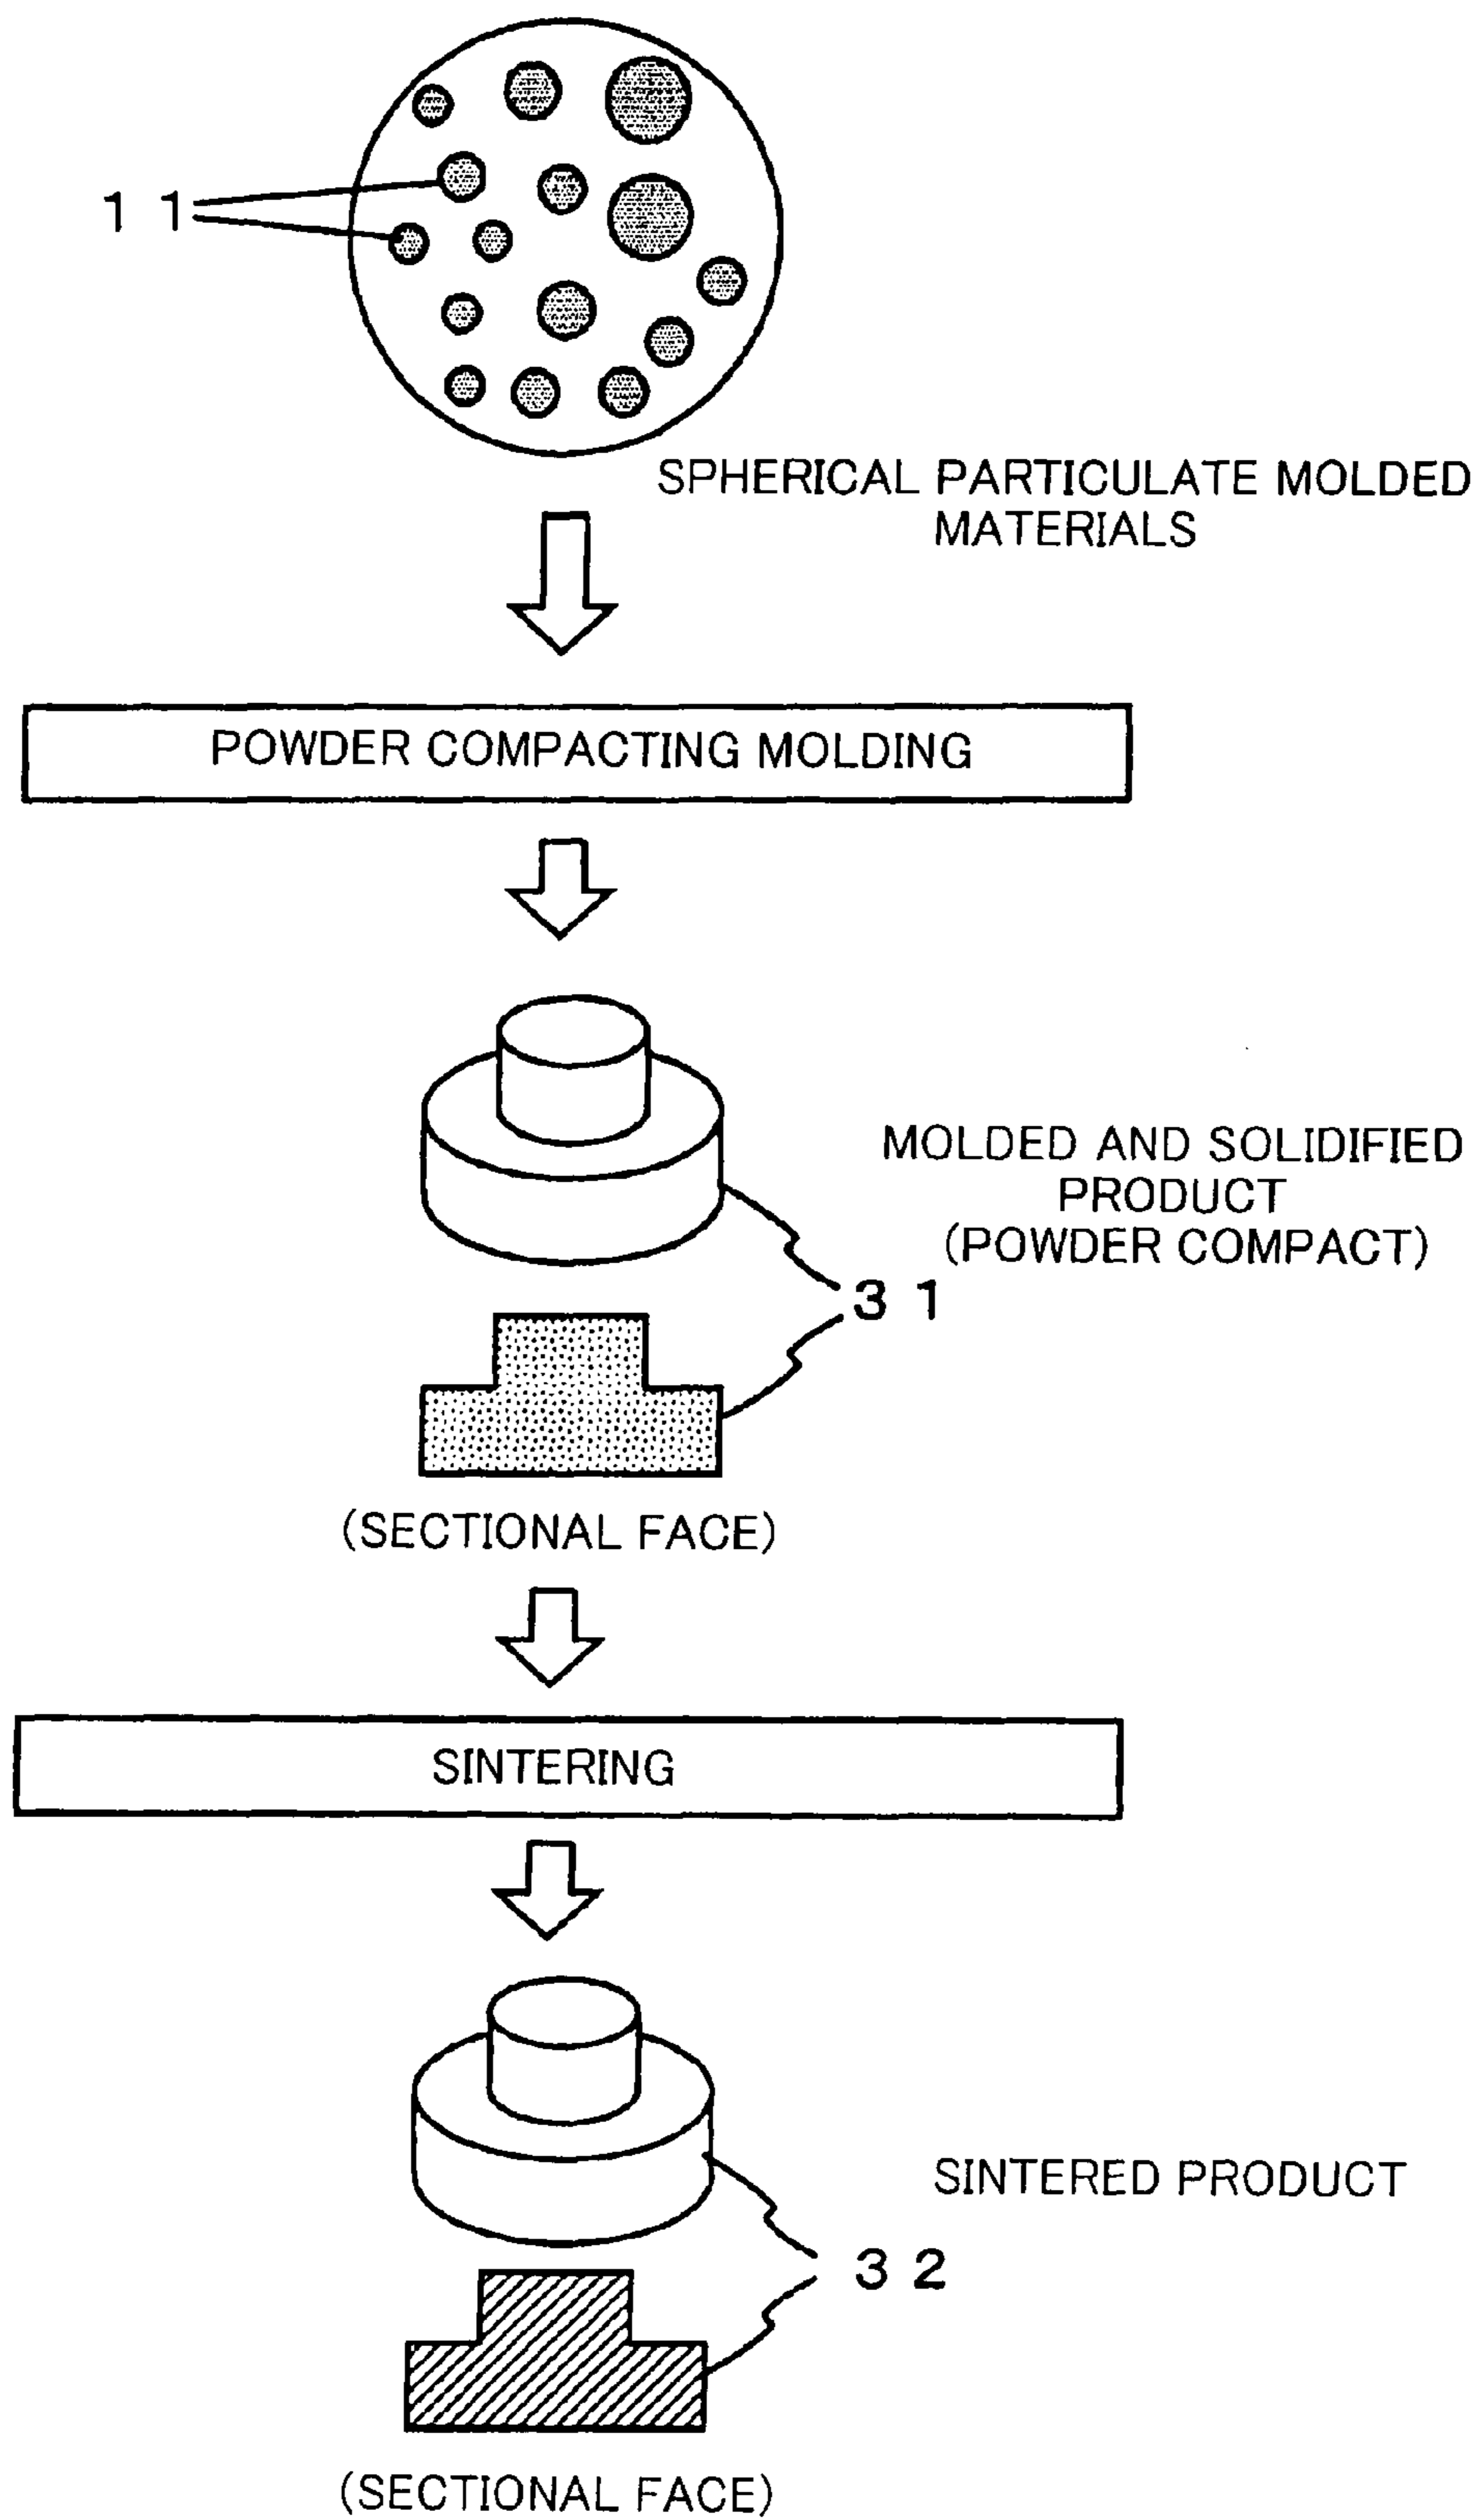 1 1
SPHERICAL PARTICULATE MOLDED
MATERIALS
POWDER COMPACTING MOLDING
MOLDED AND SOLIDIFIED
PRODUCT
(POWDER COMPACT)
3 1
(SECTIONAL FACE)
SINTERING
SINTERED PRODUCT
3 2
(SECTIONAL FACE)